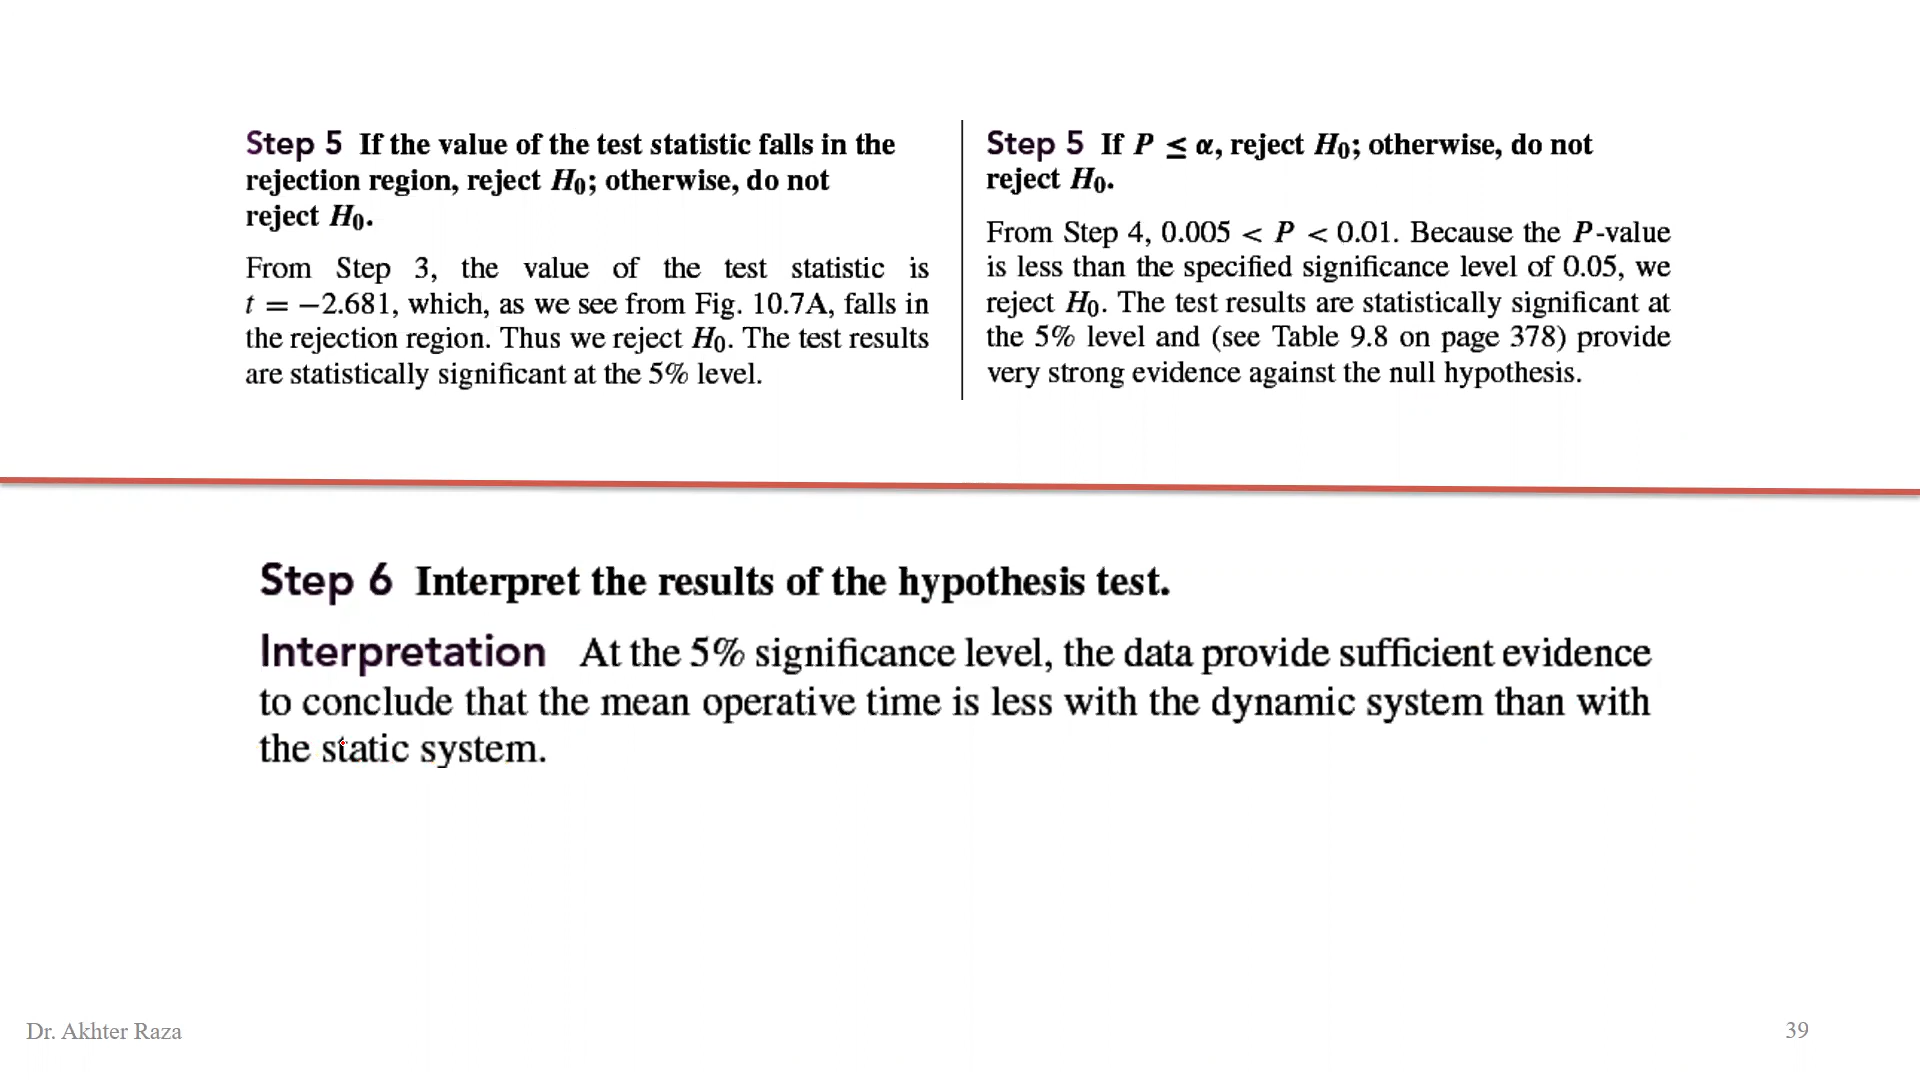 Step 5 If the value of the test statistic falls in the
rejection region, reject H₀; otherwise, do not
reject H₀.
From Step 3, the value of the test statistic is
t = −2.681, which, as we see from Fig. 10.7A, falls in
the rejection region. Thus we reject H₀. The test results
are statistically significant at the 5% level.
Step 5 If P ≤ α, reject H₀; otherwise, do not
reject H₀.
From Step 4, 0.005 < P < 0.01. Because the P-value
is less than the specified significance level of 0.05, we
reject H₀. The test results are statistically significant at
the 5% level and (see Table 9.8 on page 378) provide
very strong evidence against the null hypothesis.
Step 6 Interpret the results of the hypothesis test.
Interpretation At the 5% significance level, the data provide sufficient evidence
to conclude that the mean operative time is less with the dynamic system than with
the static system.
Dr. Akhter Raza
39